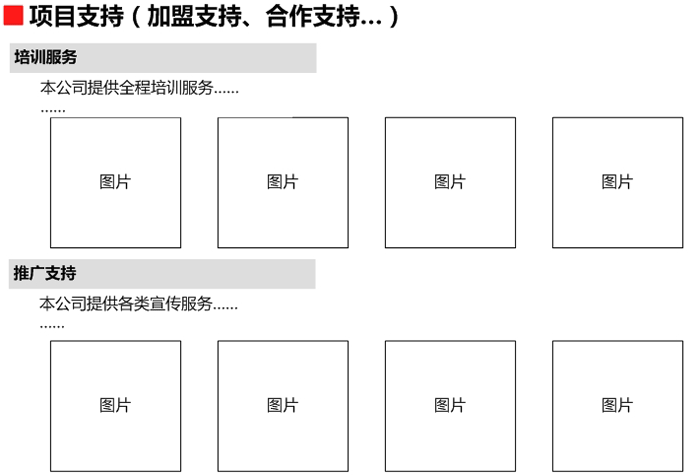 项目支持（加盟支持、合作支持...）
培训服务
本公司提供全程培训服务......
......
图片 图片 图片 图片
推广支持
本公司提供各类宣传服务......
......
图片 图片 图片 图片